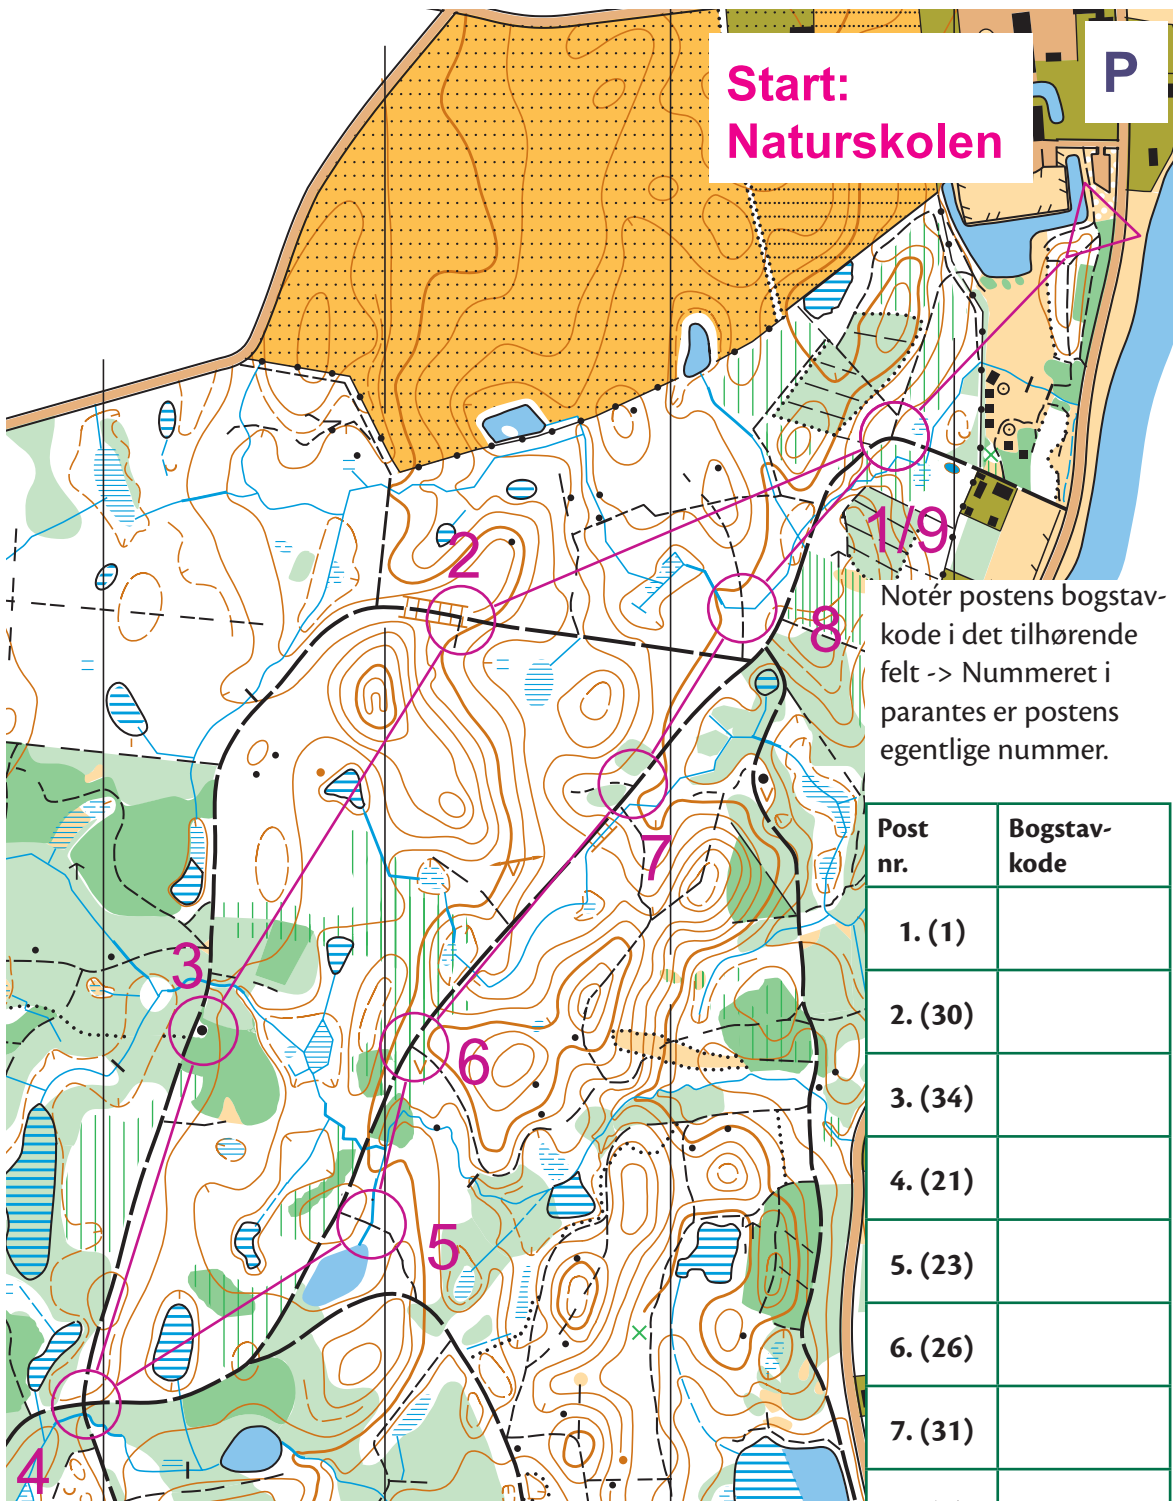 Start:
Naturskolen
P
1/9
2
8
7
3
6
5
4
Notér postens bogstav-
kode i det tilhørende
felt -> Nummeret i
parantes er postens
egentlige nummer.
Post nr. Bogstav-kode
1. (1)
2. (30)
3. (34)
4. (21)
5. (23)
6. (26)
7. (31)